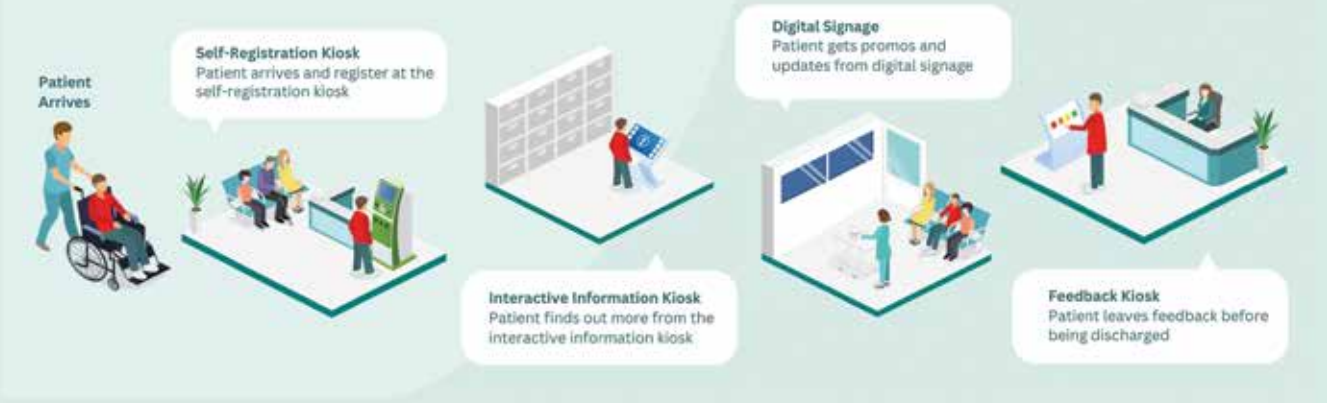 Patient
Arrives
Self-Registration Kiosk
Patient arrives and register at the
self-registration kiosk
Interactive Information Kiosk
Patient finds out more from the
interactive information kiosk
Digital Signage
Patient gets promos and
updates from digital signage
Feedback Kiosk
Patient leaves feedback before
being discharged